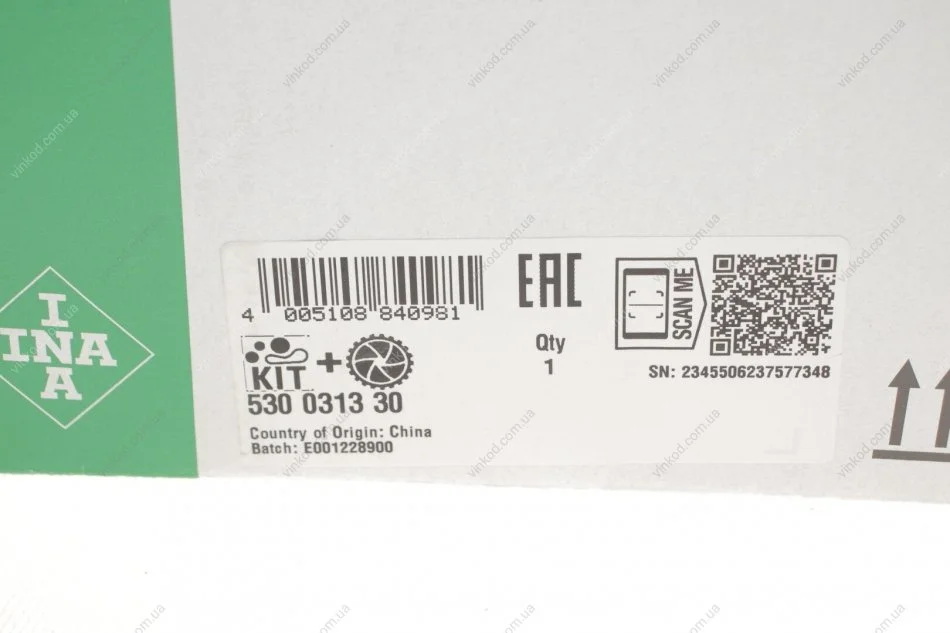 I
INA
A
4 005108 840981
EAC
SCAN ME
KIT
530 0313 30
Qty
1
SN: 2345506237577348
Country of Origin: China
Batch: E001228900
vinkod.com.ua